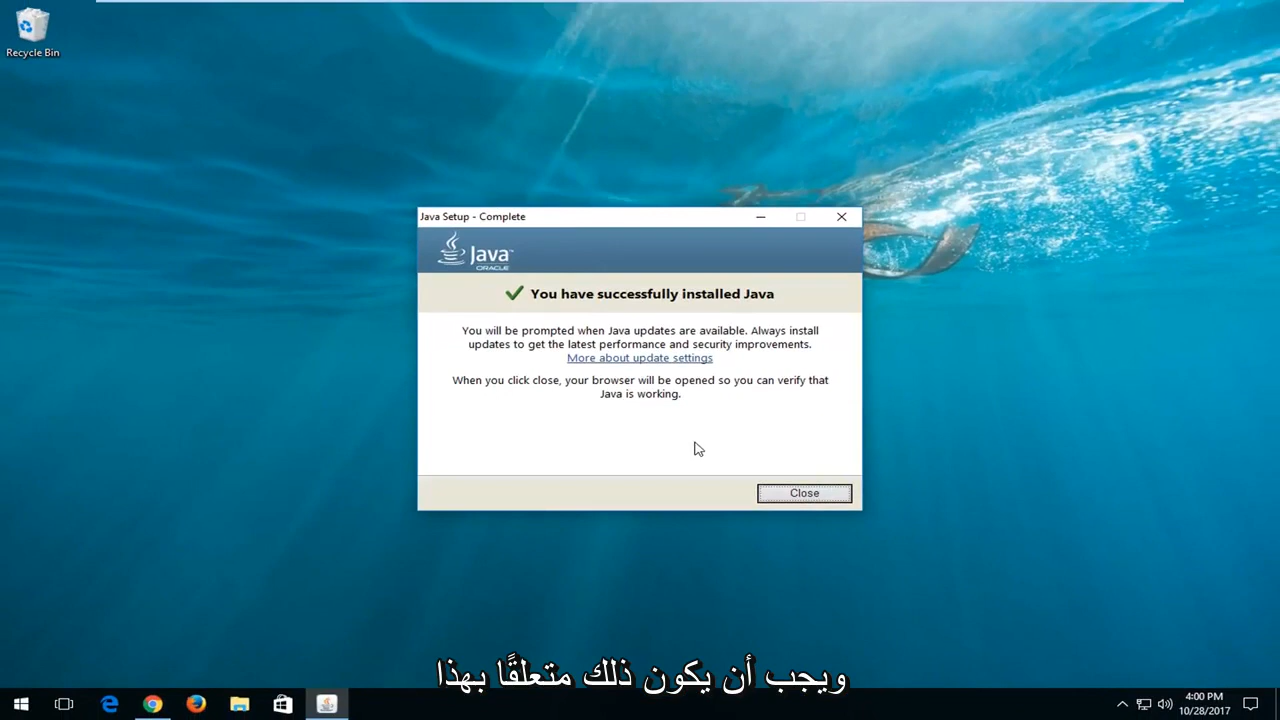 Recycle Bin
Java Setup - Complete
Java™
ORACLE
You have successfully installed Java
You will be prompted when Java updates are available. Always install
updates to get the latest performance and security improvements.
More about update settings
When you click close, your browser will be opened so you can verify that
Java is working.
Close
ويجب أن يكون ذلك متعلقًا بهذا
4:00 PM
10/28/2017